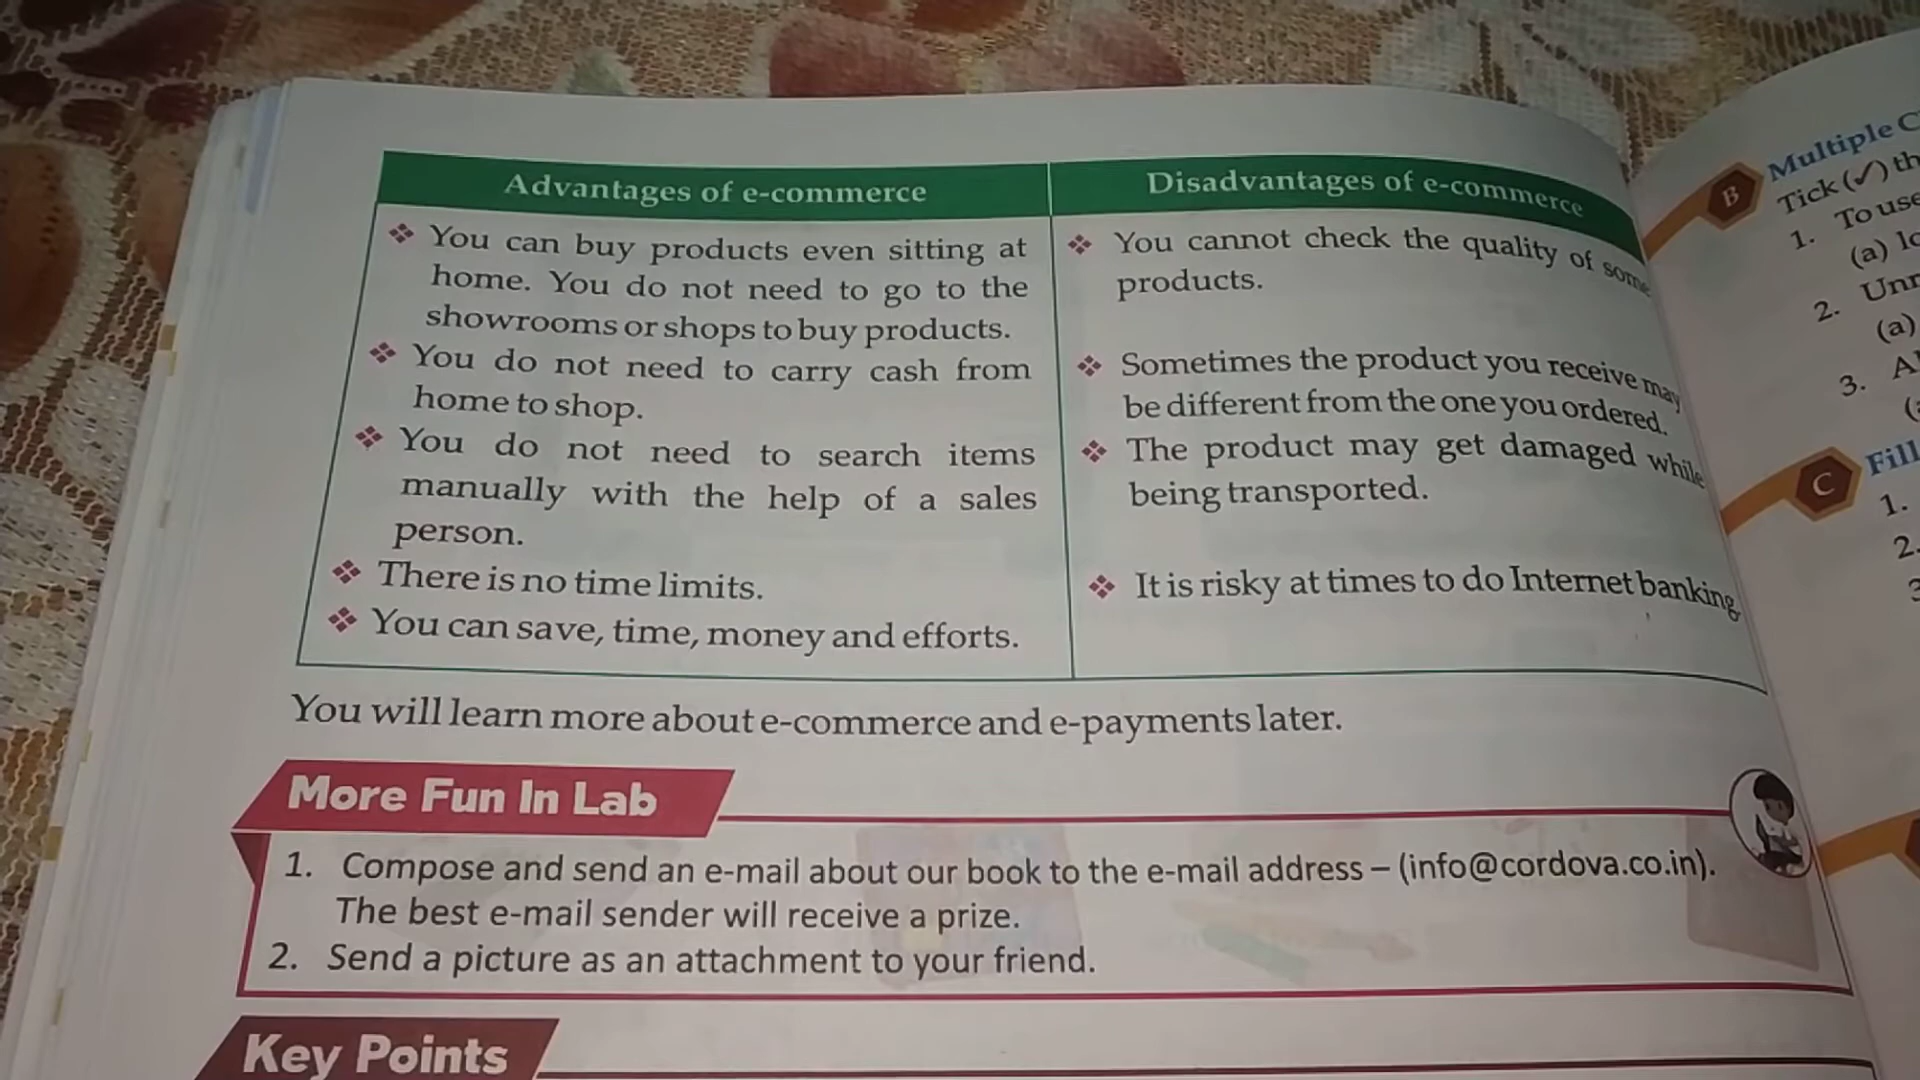 Advantages of e-commerce
❖ You can buy products even sitting at
home. You do not need to go to the
showrooms or shops to buy products.
❖ You do not need to carry cash from
home to shop.
❖ You do not need to search items
manually with the help of a sales
person.
❖ There is no time limits.
❖ You can save, time, money and efforts.
Disadvantages of e-commerce
❖ You cannot check the quality of some
products.
❖ Sometimes the product you receive may
be different from the one you ordered.
❖ The product may get damaged while
being transported.
❖ It is risky at times to do Internet banking.
You will learn more about e-commerce and e-payments later.
More Fun In Lab
1. Compose and send an e-mail about our book to the e-mail address – (info@cordova.co.in).
The best e-mail sender will receive a prize.
2. Send a picture as an attachment to your friend.
Key Points
B Multiple
Tick (✓)
1. To use
(a)
2.
(a)
3.
C Fill
1.
2.